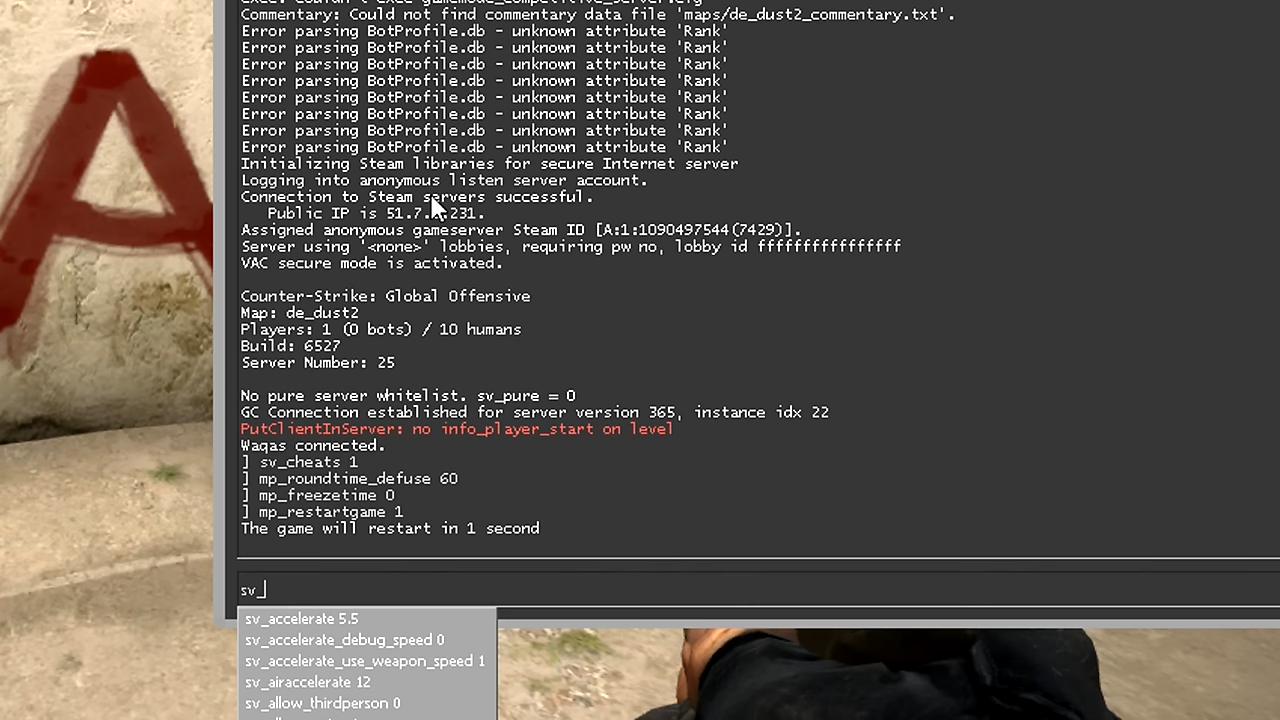 Commentary: Could not find commentary data file 'maps/de_dust2_commentary.txt'.
Error parsing BotProfile.db - unknown attribute 'Rank'
Error parsing BotProfile.db - unknown attribute 'Rank'
Error parsing BotProfile.db - unknown attribute 'Rank'
Error parsing BotProfile.db - unknown attribute 'Rank'
Error parsing BotProfile.db - unknown attribute 'Rank'
Error parsing BotProfile.db - unknown attribute 'Rank'
Error parsing BotProfile.db - unknown attribute 'Rank'
Error parsing BotProfile.db - unknown attribute 'Rank'
Initializing Steam libraries for secure Internet server
Logging into anonymous listen server account.
Connection to Steam servers successful.
Public IP is
Assigned anonymous gameserver Steam ID [A:1:1090497544(7429)].
Server using '<none>' lobbies, requiring pw no, lobby id ffffffffffffffff
VAC secure mode is activated.
Counter-Strike: Global Offensive
Map: de_dust2
Players: 1 (0 bots) / 10 humans
Build: 6527
Server Number: 25
No pure server whitelist. sv_pure = 0
GC Connection established for server version 365, instance idx 22
PutClientInServer: no info_player_start on level
Waqas connected.
] sv_cheats 1
] mp_roundtime_defuse 60
] mp_freezetime 0
] mp_restartgame 1
The game will restart in 1 second
sv_
sv_accelerate 5.5
sv_accelerate_debug_speed 0
sv_accelerate_use_weapon_speed 1
sv_airaccelerate 12
sv_allow_thirdperson 0
A